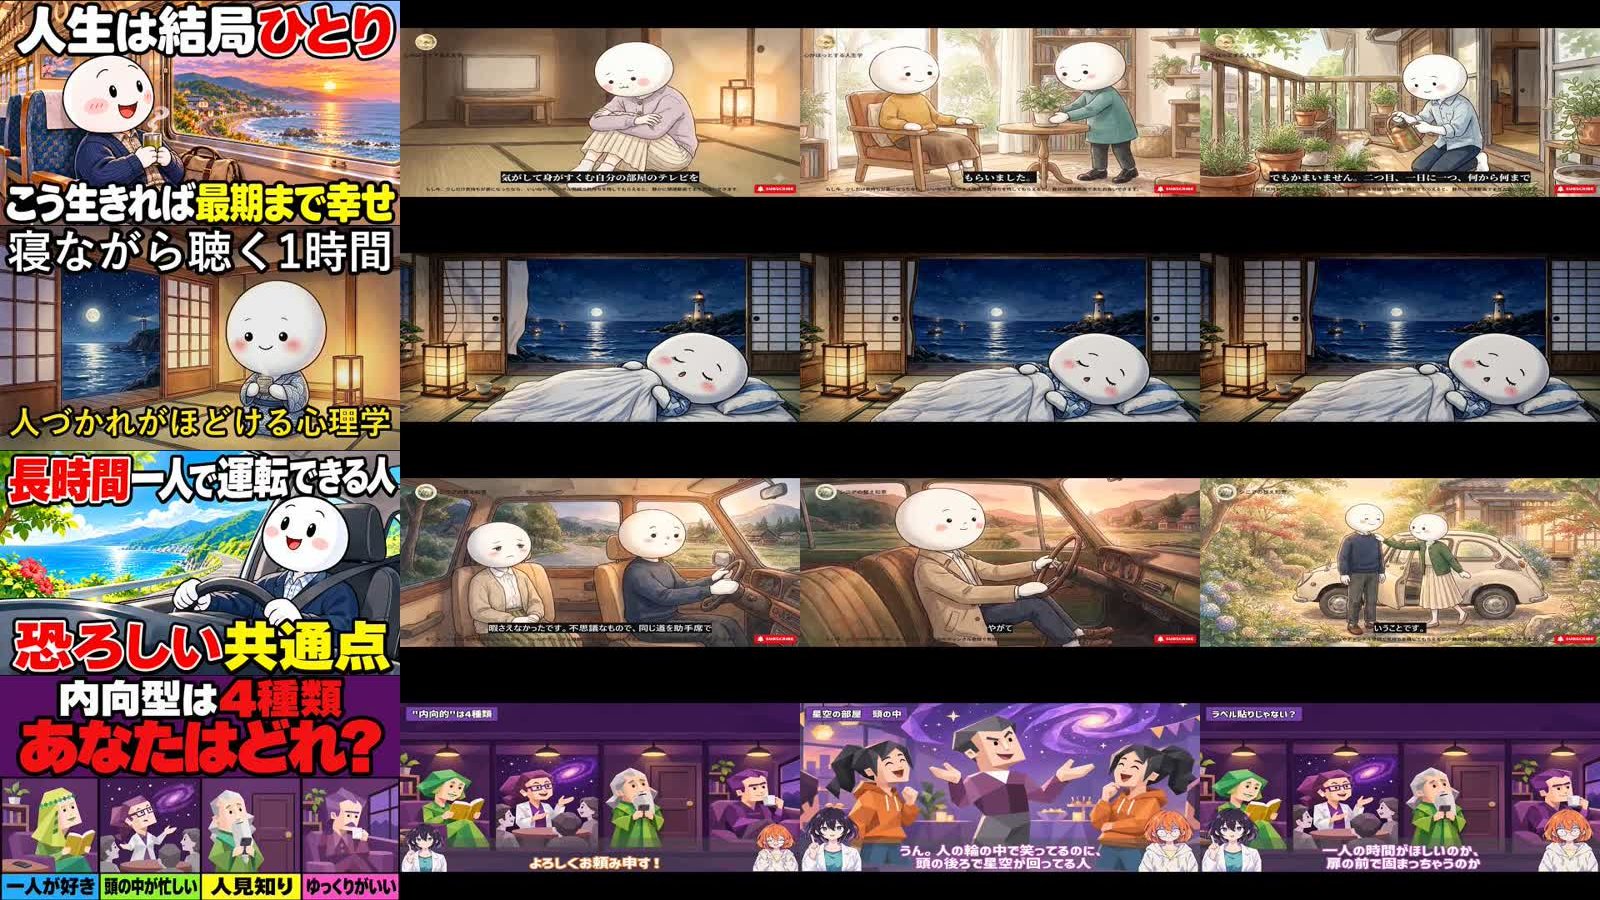 人生は結局ひとり
こう生きれば最期まで幸せ
気がして身がすくむ自分の部屋のテレビを
SUBSCRIBE
もらいました。
SUBSCRIBE
でもかまいません。二つ目、一日に一つ、何から何まで
SUBSCRIBE
寝ながら聴く1時間
人づかれがほどける心理学
長時間一人で運転できる人
恐ろしい共通点
暇さえなかったです。不思議なもので、同じ道を助手席で
SUBSCRIBE
やがて
SUBSCRIBE
いうことです。
SUBSCRIBE
内向型は4種類
あなたはどれ?
一人が好き
頭の中が忙しい
人見知り
ゆっくりがいい
"内向的"は4種類
よろしくお頼み申す!
星空の部屋 頭の中
うん。人の輪の中で笑ってるのに、
頭の後ろで星空が回ってる人
ラベル貼りじゃない?
一人の時間がほしいのか、
扉の前で固まっちゃうのか